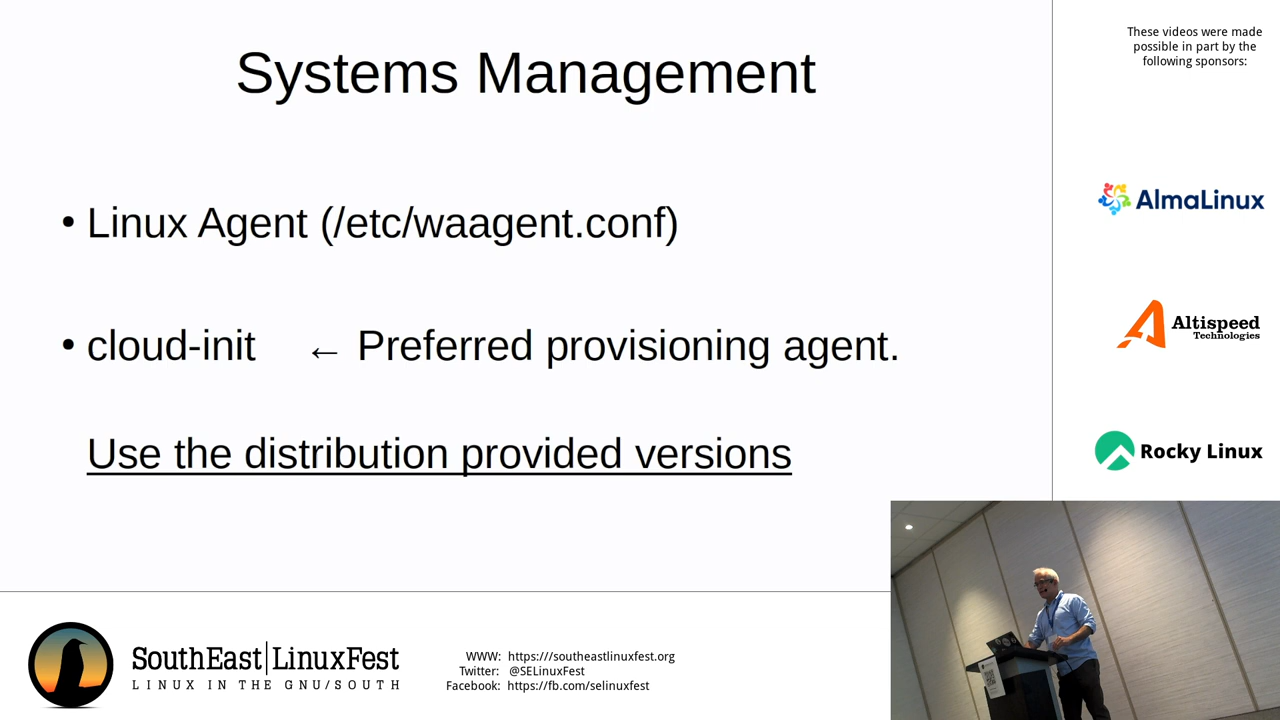 Systems Management
• Linux Agent (/etc/waagent.conf)
• cloud-init ← Preferred provisioning agent.
Use the distribution provided versions
These videos were made
possible in part by the
following sponsors:
AlmaLinux
Altispeed
Technologies
Rocky Linux
SouthEast|LinuxFest
LINUX IN THE GNU/SOUTH
WWW: https:///southeastlinuxfest.org
Twitter: @SELinuxFest
Facebook: https://fb.com/selinuxfest